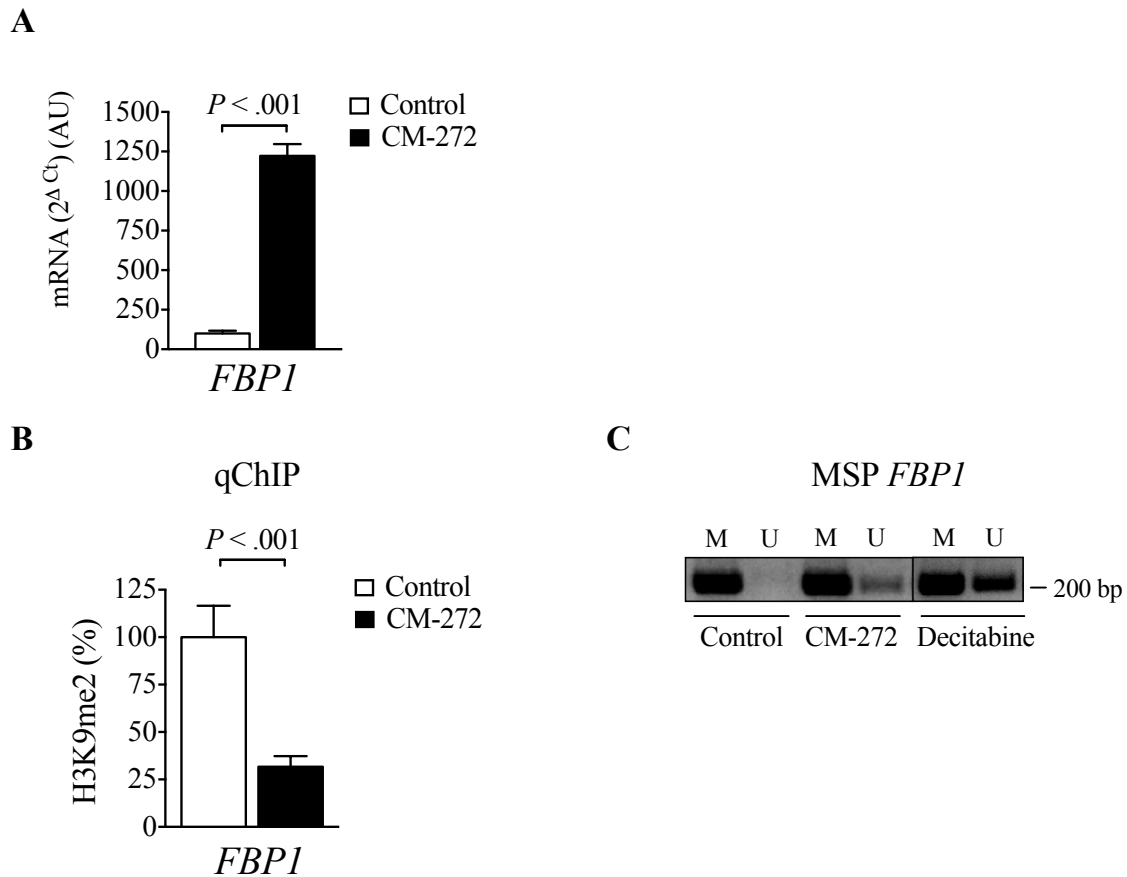 A
P < .001
Control
CM-272
mRNA (2^Δ Ct) (AU)
1500
1250
1000
750
500
250
0
FBP1
B
qChIP
P < .001
Control
CM-272
H3K9me2 (%)
125
100
75
50
25
0
FBP1
C
MSP FBP1
M U M U M U
200 bp
Control CM-272 Decitabine